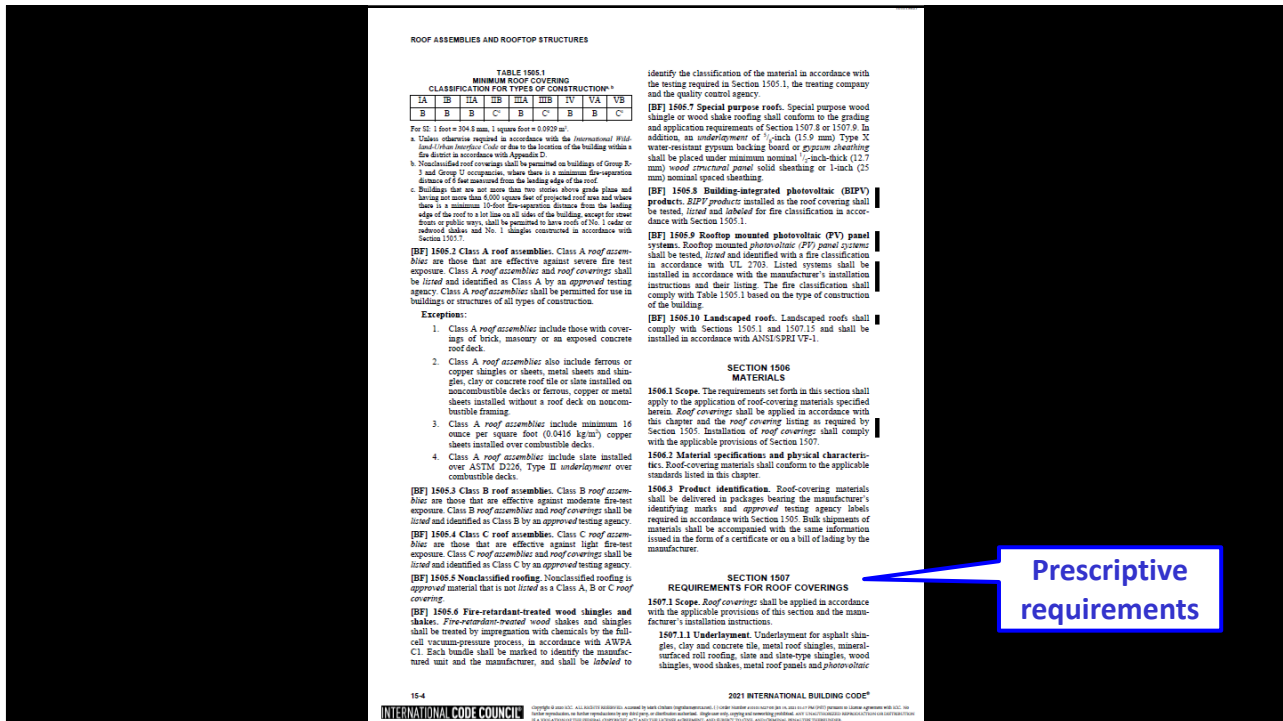 ROOF ASSEMBLIES AND ROOFTOP STRUCTURES
TABLE 1505.1
MINIMUM ROOF COVERING
CLASSIFICATION FOR TYPES OF CONSTRUCTIONa, b
IA IB IIA IIB IIIA IIIB IV VA VB
B B B Cc B Cc B B Cc
For SI: 1 foot = 304.8 mm, 1 square foot = 0.0929 m².
a. Unless otherwise required in accordance with the International Wild-
land-Urban Interface Code or due to the location of the building within a
fire district in accordance with Appendix D.
b. Nonclassified roof coverings shall be permitted on buildings of Group R-
3 and Group U occupancies, where there is a minimum fire-separation
distance of 6 feet measured from the leading edge of the roof.
c. Buildings that are not more than two stories above grade plane and
having not more than 6,000 square feet of projected roof area and where
there is a minimum 10-foot fire-separation distance from the leading
edge of the roof to a lot line on all sides of the building, except for street
fronts or public ways, shall be permitted to have roofs of No. 1 cedar or
redwood shakes and No. 1 shingles constructed in accordance with
Section 1505.7.
[BF] 1505.2 Class A roof assemblies. Class A roof assem-
blies are those that are effective against severe fire test
exposure. Class A roof assemblies and roof coverings shall
be listed and identified as Class A by an approved testing
agency. Class A roof assemblies shall be permitted for use in
buildings or structures of all types of construction.
Exceptions:
1. Class A roof assemblies include those with cover-
ings of brick, masonry or an exposed concrete
roof deck.
2. Class A roof assemblies also include ferrous or
copper shingles or sheets, metal sheets and shin-
gles, clay or concrete roof tile or slate installed on
noncombustible decks or ferrous, copper or metal
sheets installed without a roof deck on noncom-
bustible framing.
3. Class A roof assemblies include minimum 16
ounce per square foot (0.0416 kg/m²) copper
sheets installed over combustible decks.
4. Class A roof assemblies include slate installed
over ASTM D226, Type II underlayment over
combustible decks.
[BF] 1505.3 Class B roof assemblies. Class B roof assem-
blies are those that are effective against moderate fire-test
exposure. Class B roof assemblies and roof coverings shall be
listed and identified as Class B by an approved testing agency.
[BF] 1505.4 Class C roof assemblies. Class C roof assem-
blies are those that are effective against light fire-test
exposure. Class C roof assemblies and roof coverings shall be
listed and identified as Class C by an approved testing agency.
[BF] 1505.5 Nonclassified roofing. Nonclassified roofing is
approved material that is not listed as a Class A, B or C roof
covering.
[BF] 1505.6 Fire-retardant-treated wood shingles and
shakes. Fire-retardant-treated wood shakes and shingles
shall be treated by impregnation with chemicals by the full-
cell vacuum-pressure process, in accordance with AWPA
C1. Each bundle shall be marked to identify the manufac-
tured unit and the manufacturer, and shall be labeled to
identify the classification of the material in accordance with
the testing required in Section 1505.1, the treating company
and the quality control agency.
[BF] 1505.7 Special purpose roofs. Special purpose wood
shingle or wood shake roofing shall conform to the grading
and application requirements of Section 1507.8 or 1507.9. In
addition, an underlayment of 5/8-inch (15.9 mm) Type X
water-resistant gypsum backing board or gypsum sheathing
shall be placed under minimum nominal 1/2-inch-thick (12.7
mm) wood structural panel solid sheathing or 1-inch (25
mm) nominal spaced sheathing.
[BF] 1505.8 Building-integrated photovoltaic (BIPV)
products. BIPV products installed as the roof covering shall
be tested, listed and labeled for fire classification in accor-
dance with Section 1505.1.
[BF] 1505.9 Rooftop mounted photovoltaic (PV) panel
systems. Rooftop mounted photovoltaic (PV) panel systems
shall be tested, listed and identified with a fire classification
in accordance with UL 2703. Listed systems shall be
installed in accordance with the manufacturer's installation
instructions and their listing. The fire classification shall
comply with Table 1505.1 based on the type of construction
of the building.
[BF] 1505.10 Landscaped roofs. Landscaped roofs shall
comply with Sections 1505.1 and 1507.15 and shall be
installed in accordance with ANSI/SPRI VF-1.
SECTION 1506
MATERIALS
1506.1 Scope. The requirements set forth in this section shall
apply to the application of roof-covering materials specified
herein. Roof coverings shall be applied in accordance with
this chapter and the roof covering listing as required by
Section 1505. Installation of roof coverings shall comply
with the applicable provisions of Section 1507.
1506.2 Material specifications and physical characteris-
tics. Roof-covering materials shall conform to the applicable
standards listed in this chapter.
1506.3 Product identification. Roof-covering materials
shall be delivered in packages bearing the manufacturer's
identifying marks and approved testing agency labels
required in accordance with Section 1505. Bulk shipments of
materials shall be accompanied with the same information
issued in the form of a certificate or on a bill of lading by the
manufacturer.
SECTION 1507
REQUIREMENTS FOR ROOF COVERINGS
1507.1 Scope. Roof coverings shall be applied in accordance
with the applicable provisions of this section and the manu-
facturer's installation instructions.
1507.1.1 Underlayment. Underlayment for asphalt shin-
gles, clay and concrete tile, metal roof shingles, mineral-
surfaced roll roofing, slate and slate-type shingles, wood
shingles, wood shakes, metal roof panels and photovoltaic
Prescriptive
requirements
15-4
2021 INTERNATIONAL BUILDING CODE®
INTERNATIONAL CODE COUNCIL®